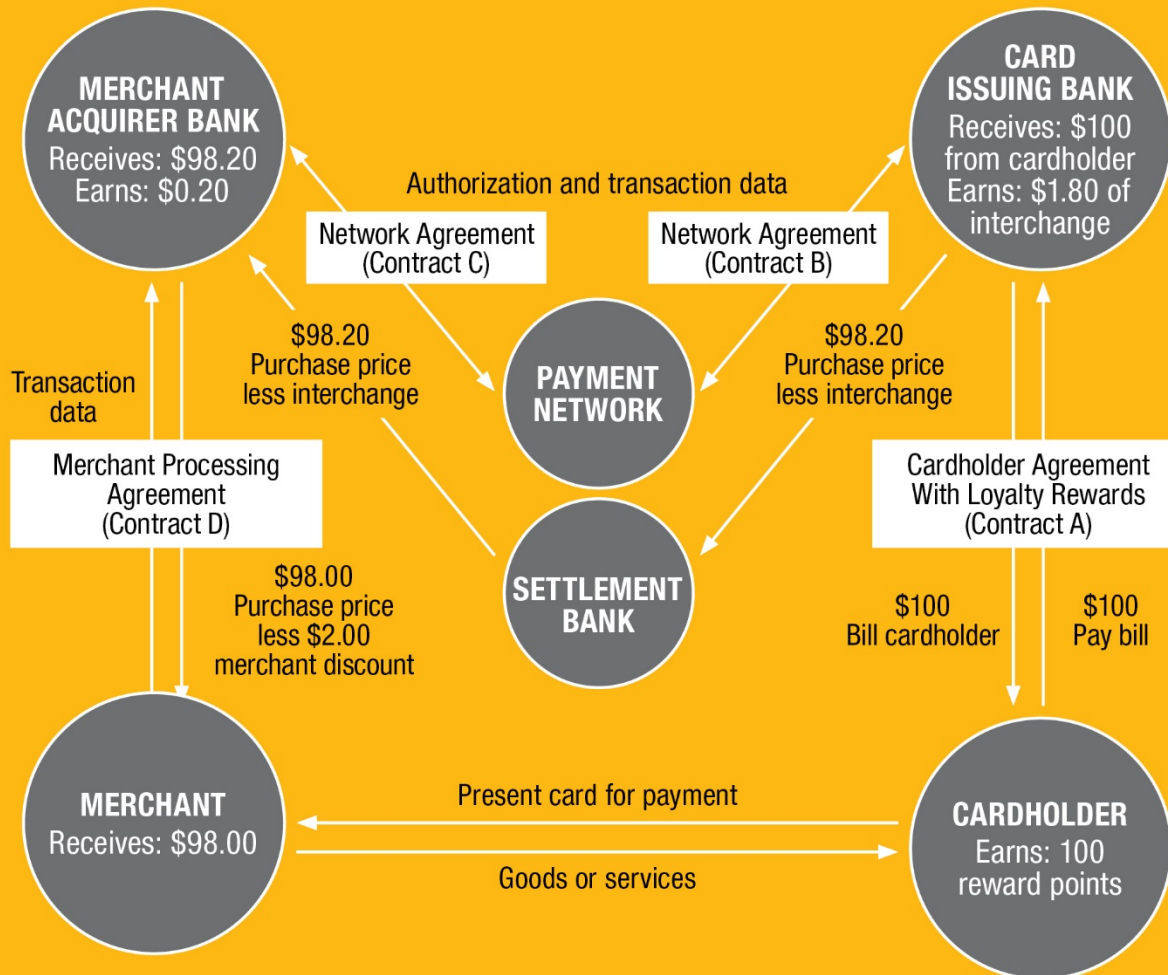 MERCHANT
ACQUIRER BANK
Receives: $98.20
Earns: $0.20
CARD
ISSUING BANK
Receives: $100
from cardholder
Earns: $1.80 of
interchange
Authorization and transaction data
Network Agreement
(Contract C)
Network Agreement
(Contract B)
$98.20
Purchase price
less interchange
PAYMENT
NETWORK
$98.20
Purchase price
less interchange
Transaction
data
Merchant Processing
Agreement
(Contract D)
Cardholder Agreement
With Loyalty Rewards
(Contract A)
$98.00
Purchase price
less $2.00
merchant discount
SETTLEMENT
BANK
$100
Bill cardholder
$100
Pay bill
MERCHANT
Receives: $98.00
Present card for payment
Goods or services
CARDHOLDER
Earns: 100
reward points